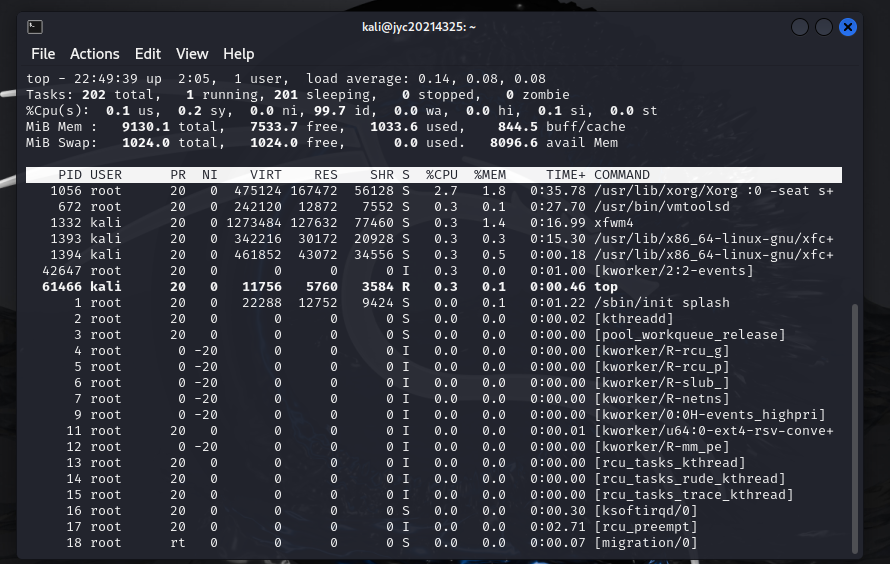 kali@jyc20214325: ~
File Actions Edit View Help
top - 22:49:39 up  2:05,  1 user,  load average: 0.14, 0.08, 0.08
Tasks: 202 total,   1 running, 201 sleeping,   0 stopped,   0 zombie
%Cpu(s):  0.1 us,  0.2 sy,  0.0 ni, 99.7 id,  0.0 wa,  0.0 hi,  0.1 si,  0.0 st
MiB Mem :   9130.1 total,   7533.7 free,   1033.6 used,    844.5 buff/cache
MiB Swap:   1024.0 total,   1024.0 free,      0.0 used.   8096.6 avail Mem
PID USER      PR  NI    VIRT    RES    SHR S  %CPU  %MEM     TIME+ COMMAND
1056 root      20   0  475124 167472  56128 S   2.7   1.8   0:35.78 /usr/lib/xorg/Xorg :0 -seat s+
672 root      20   0  242120  12872   7552 S   0.3   0.1   0:27.70 /usr/bin/vmtoolsd
1332 kali      20   0 1273484 127632  77460 S   0.3   1.4   0:16.99 xfwm4
1393 kali      20   0  342216  30172  20928 S   0.3   0.3   0:15.30 /usr/lib/x86_64-linux-gnu/xfc+
1394 kali      20   0  461852  43072  34556 S   0.3   0.5   0:00.18 /usr/lib/x86_64-linux-gnu/xfc+
42647 root      20   0       0      0      0 I   0.3   0.0   0:01.00 [kworker/2:2-events]
61466 kali      20   0   11756   5760   3584 R   0.3   0.1   0:00.46 top
1 root      20   0   22288  12752   9424 S   0.0   0.1   0:01.22 /sbin/init splash
2 root      20   0       0      0      0 S   0.0   0.0   0:00.02 [kthreadd]
3 root      20   0       0      0      0 S   0.0   0.0   0:00.00 [pool_workqueue_release]
4 root       0 -20       0      0      0 I   0.0   0.0   0:00.00 [kworker/R-rcu_g]
5 root       0 -20       0      0      0 I   0.0   0.0   0:00.00 [kworker/R-rcu_p]
6 root       0 -20       0      0      0 I   0.0   0.0   0:00.00 [kworker/R-slub_]
7 root       0 -20       0      0      0 I   0.0   0.0   0:00.00 [kworker/R-netns]
9 root       0 -20       0      0      0 I   0.0   0.0   0:00.00 [kworker/0:0H-events_highpri]
11 root      20   0       0      0      0 I   0.0   0.0   0:00.01 [kworker/u64:0-ext4-rsv-conve+
12 root       0 -20       0      0      0 I   0.0   0.0   0:00.00 [kworker/R-mm_pe]
13 root      20   0       0      0      0 I   0.0   0.0   0:00.00 [rcu_tasks_kthread]
14 root      20   0       0      0      0 I   0.0   0.0   0:00.00 [rcu_tasks_rude_kthread]
15 root      20   0       0      0      0 I   0.0   0.0   0:00.00 [rcu_tasks_trace_kthread]
16 root      20   0       0      0      0 S   0.0   0.0   0:00.30 [ksoftirqd/0]
17 root      20   0       0      0      0 I   0.0   0.0   0:02.71 [rcu_preempt]
18 root      rt   0       0      0      0 S   0.0   0.0   0:00.07 [migration/0]